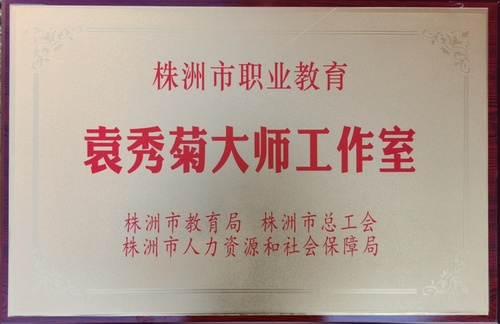 株洲市职业教育
袁秀菊大师工作室
株洲市教育局 株洲市总工会
株洲市人力资源和社会保障局